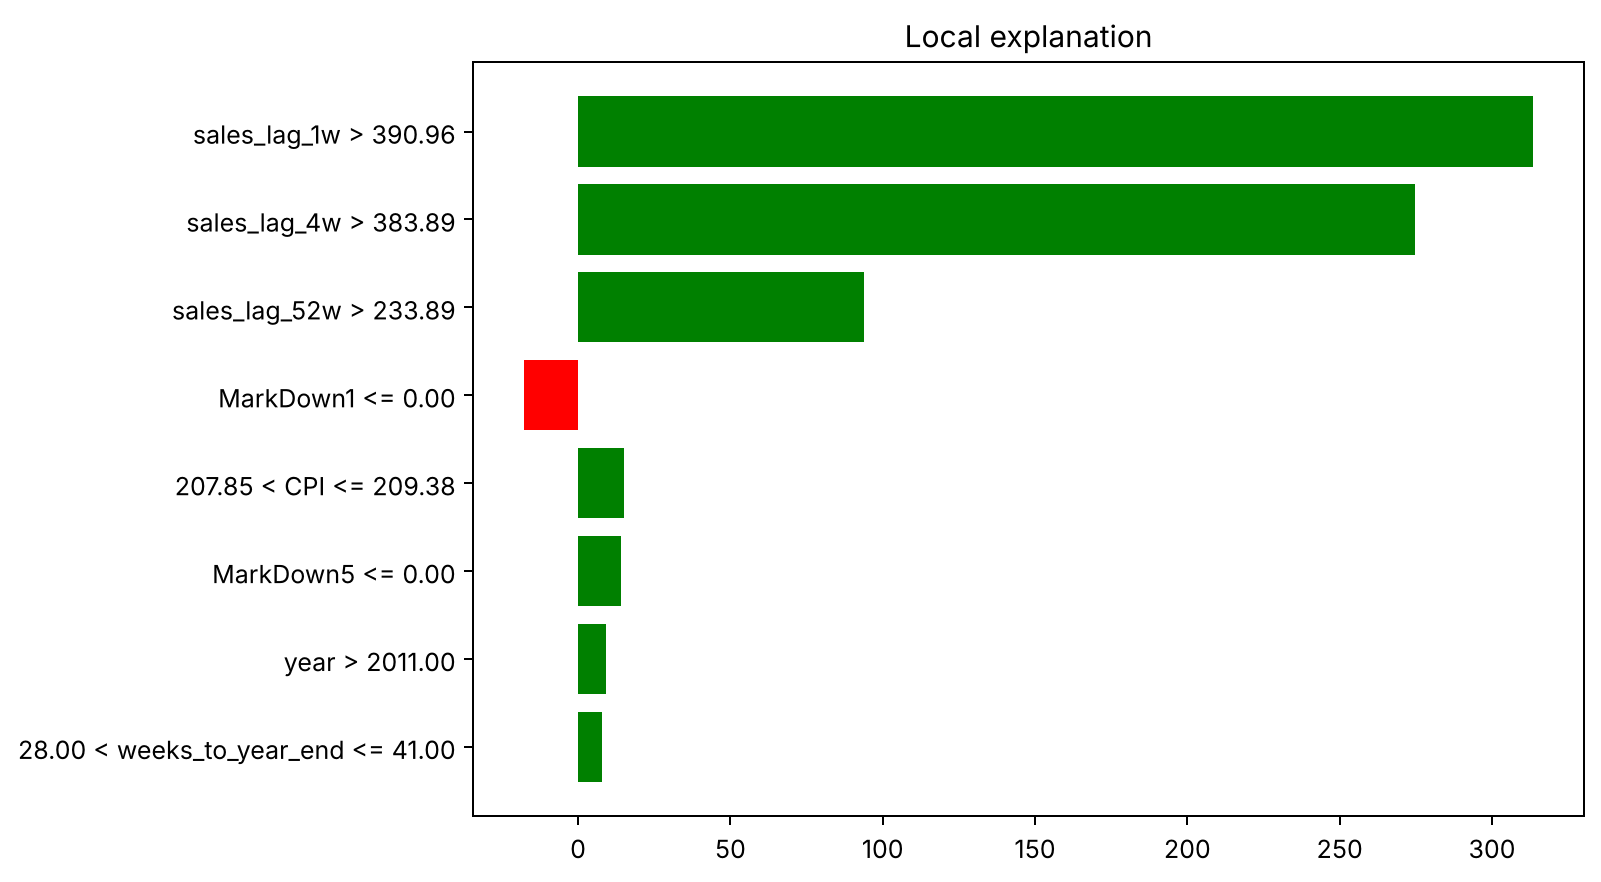 Local explanation
sales_lag_1w > 390.96
sales_lag_4w > 383.89
sales_lag_52w > 233.89
MarkDown1 <= 0.00
207.85 < CPI <= 209.38
MarkDown5 <= 0.00
year > 2011.00
28.00 < weeks_to_year_end <= 41.00
0 50 100 150 200 250 300